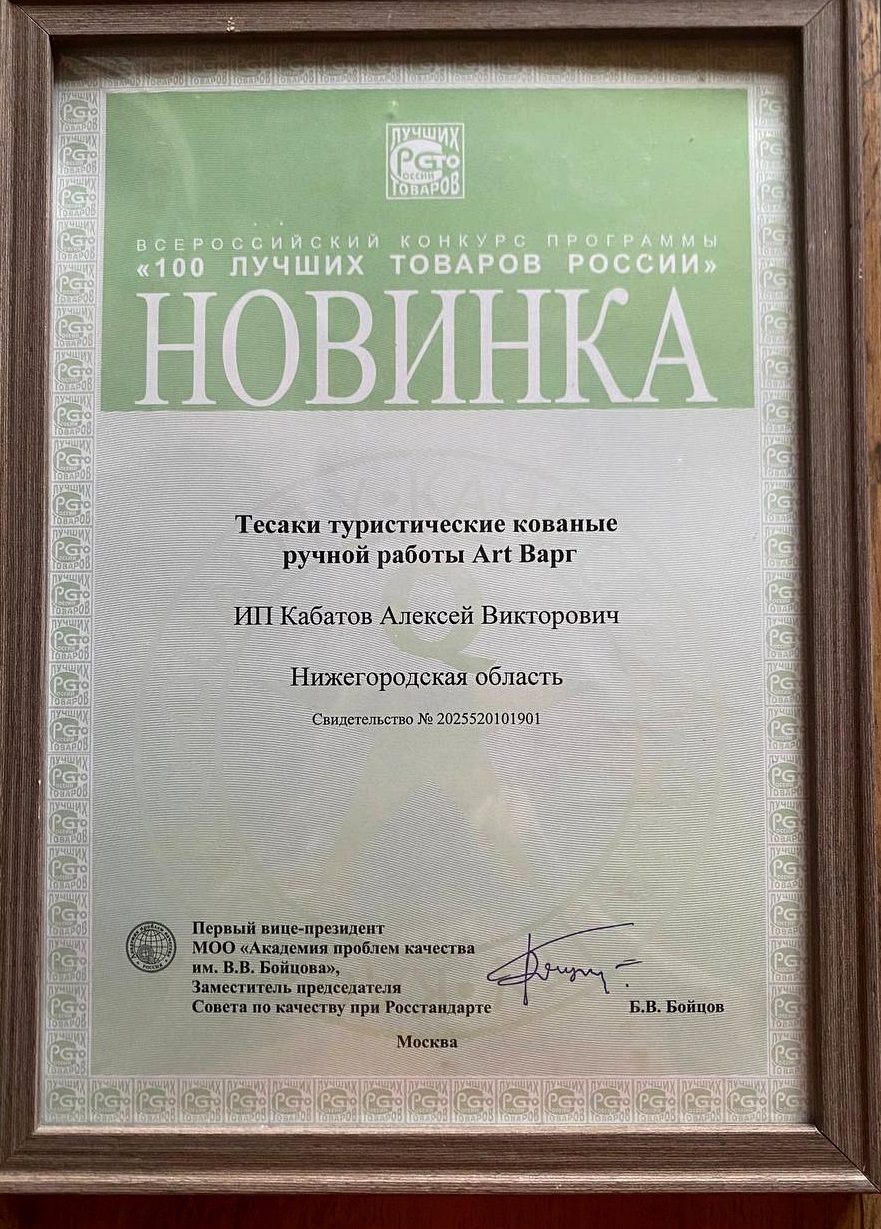 ЛУЧШИХ
РОССИИ
ТОВАРОВ
ВСЕРОССИЙСКИЙ КОНКУРС ПРОГРАММЫ
«100 ЛУЧШИХ ТОВАРОВ РОССИИ»
НОВИНКА
Тесаки туристические кованые
ручной работы Art Варг
ИП Кабатов Алексей Викторович
Нижегородская область
Свидетельство № 2025520101901
Первый вице-президент
МОО «Академия проблем качества
им. В.В. Бойцова»,
Заместитель председателя
Совета по качеству при Росстандарте
Б.В. Бойцов
Москва